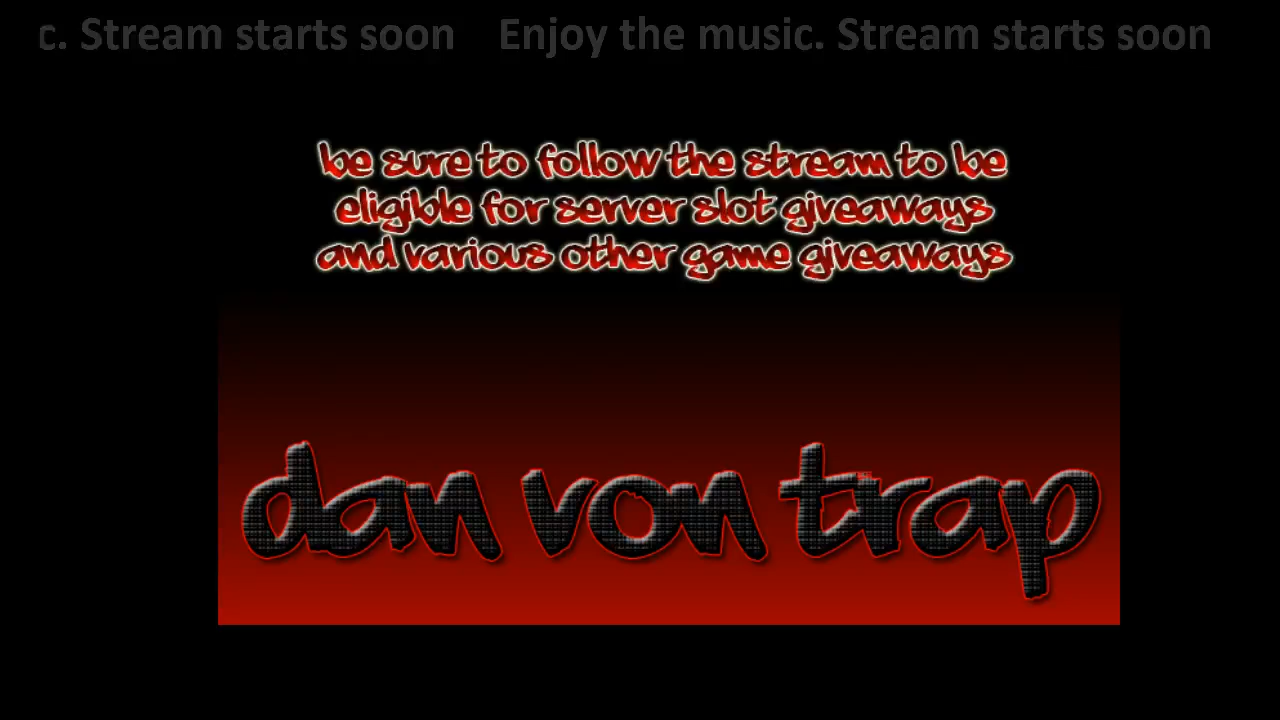 c. Stream starts soon Enjoy the music. Stream starts soon
be sure to follow the stream to be
eligible for server slot giveaways
and various other game giveaways
dan von trap